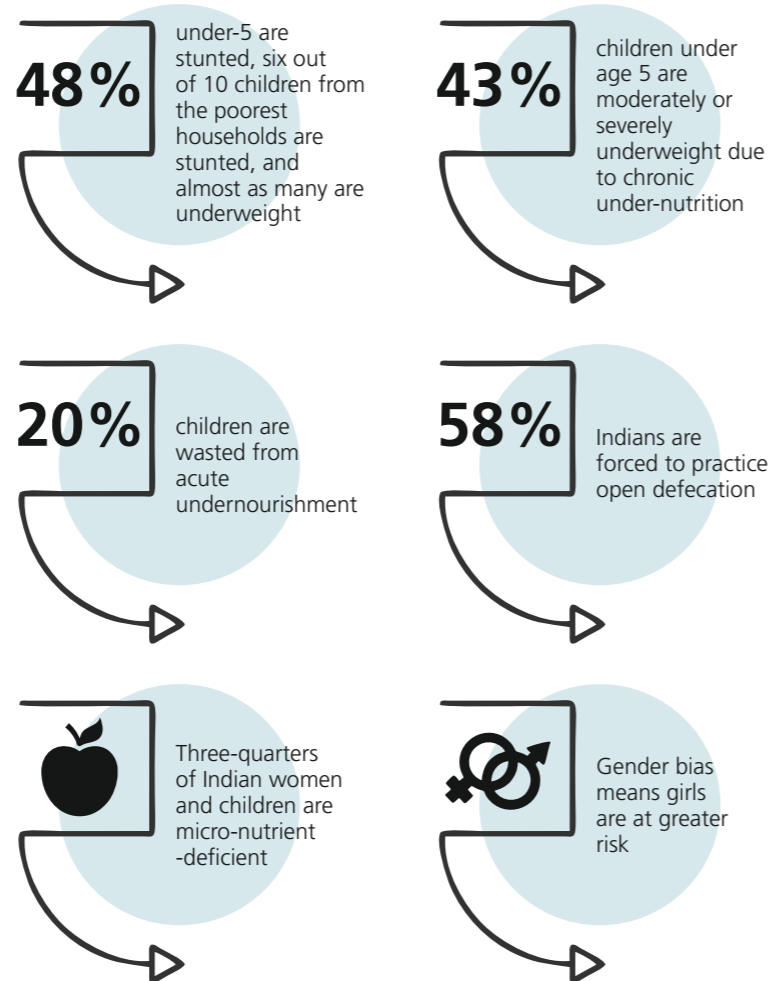 48%
under-5 are
stunted, six out
of 10 children from
the poorest
households are
stunted, and
almost as many are
underweight
43%
children under
age 5 are
moderately or
severely
underweight due
to chronic
under-nutrition
20%
children are
wasted from
acute
undernourishment
58%
Indians are
forced to practice
open defecation
Three-quarters
of Indian women
and children are
micro-nutrient
-deficient
Gender bias
means girls
are at greater
risk